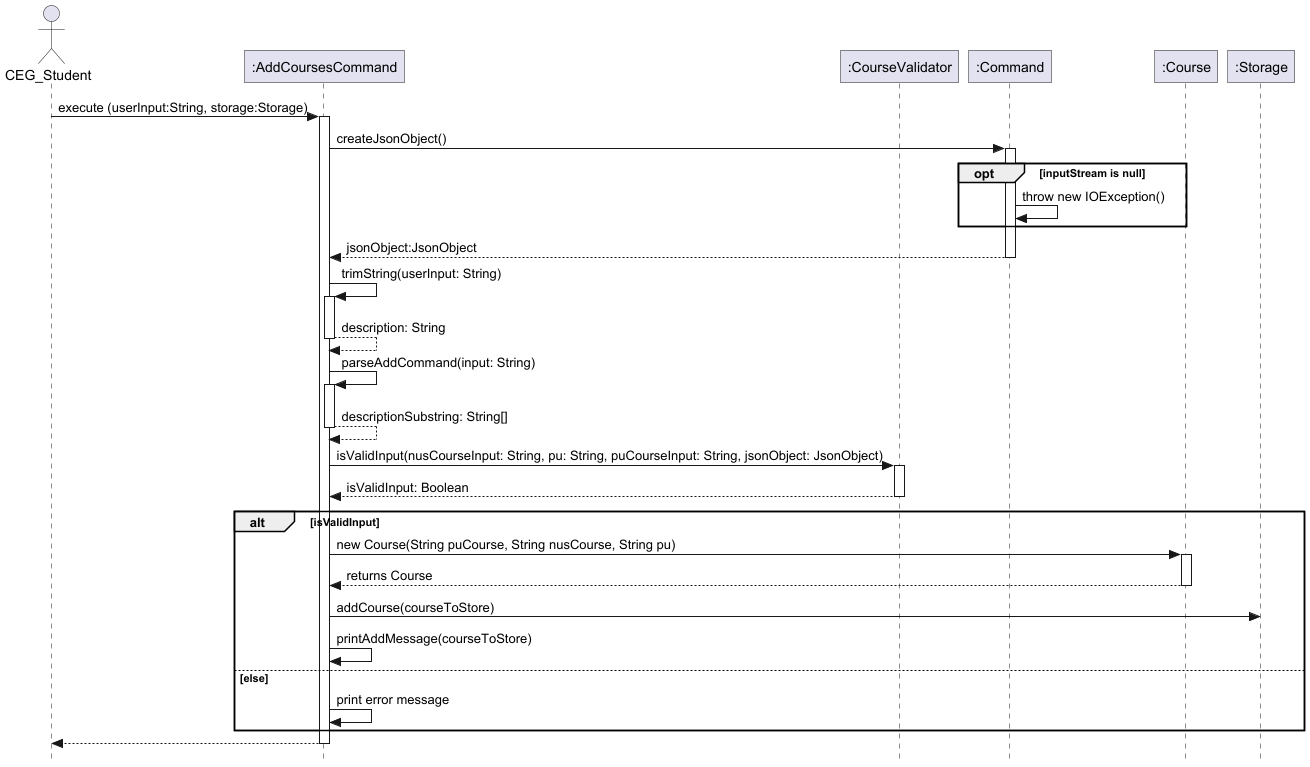 CEG_Student
:AddCoursesCommand
:CourseValidator
:Command
:Course
:Storage
execute (userInput:String, storage:Storage)
createJsonObject()
opt
[inputStream is null]
throw new IOException()
jsonObject:JsonObject
trimString(userInput: String)
description: String
parseAddCommand(input: String)
descriptionSubstring: String[]
isValidInput(nusCourseInput: String, pu: String, puCourseInput: String, jsonObject: JsonObject)
isValidInput: Boolean
alt
[isValidInput]
new Course(String puCourse, String nusCourse, String pu)
returns Course
addCourse(courseToStore)
printAddMessage(courseToStore)
[else]
print error message